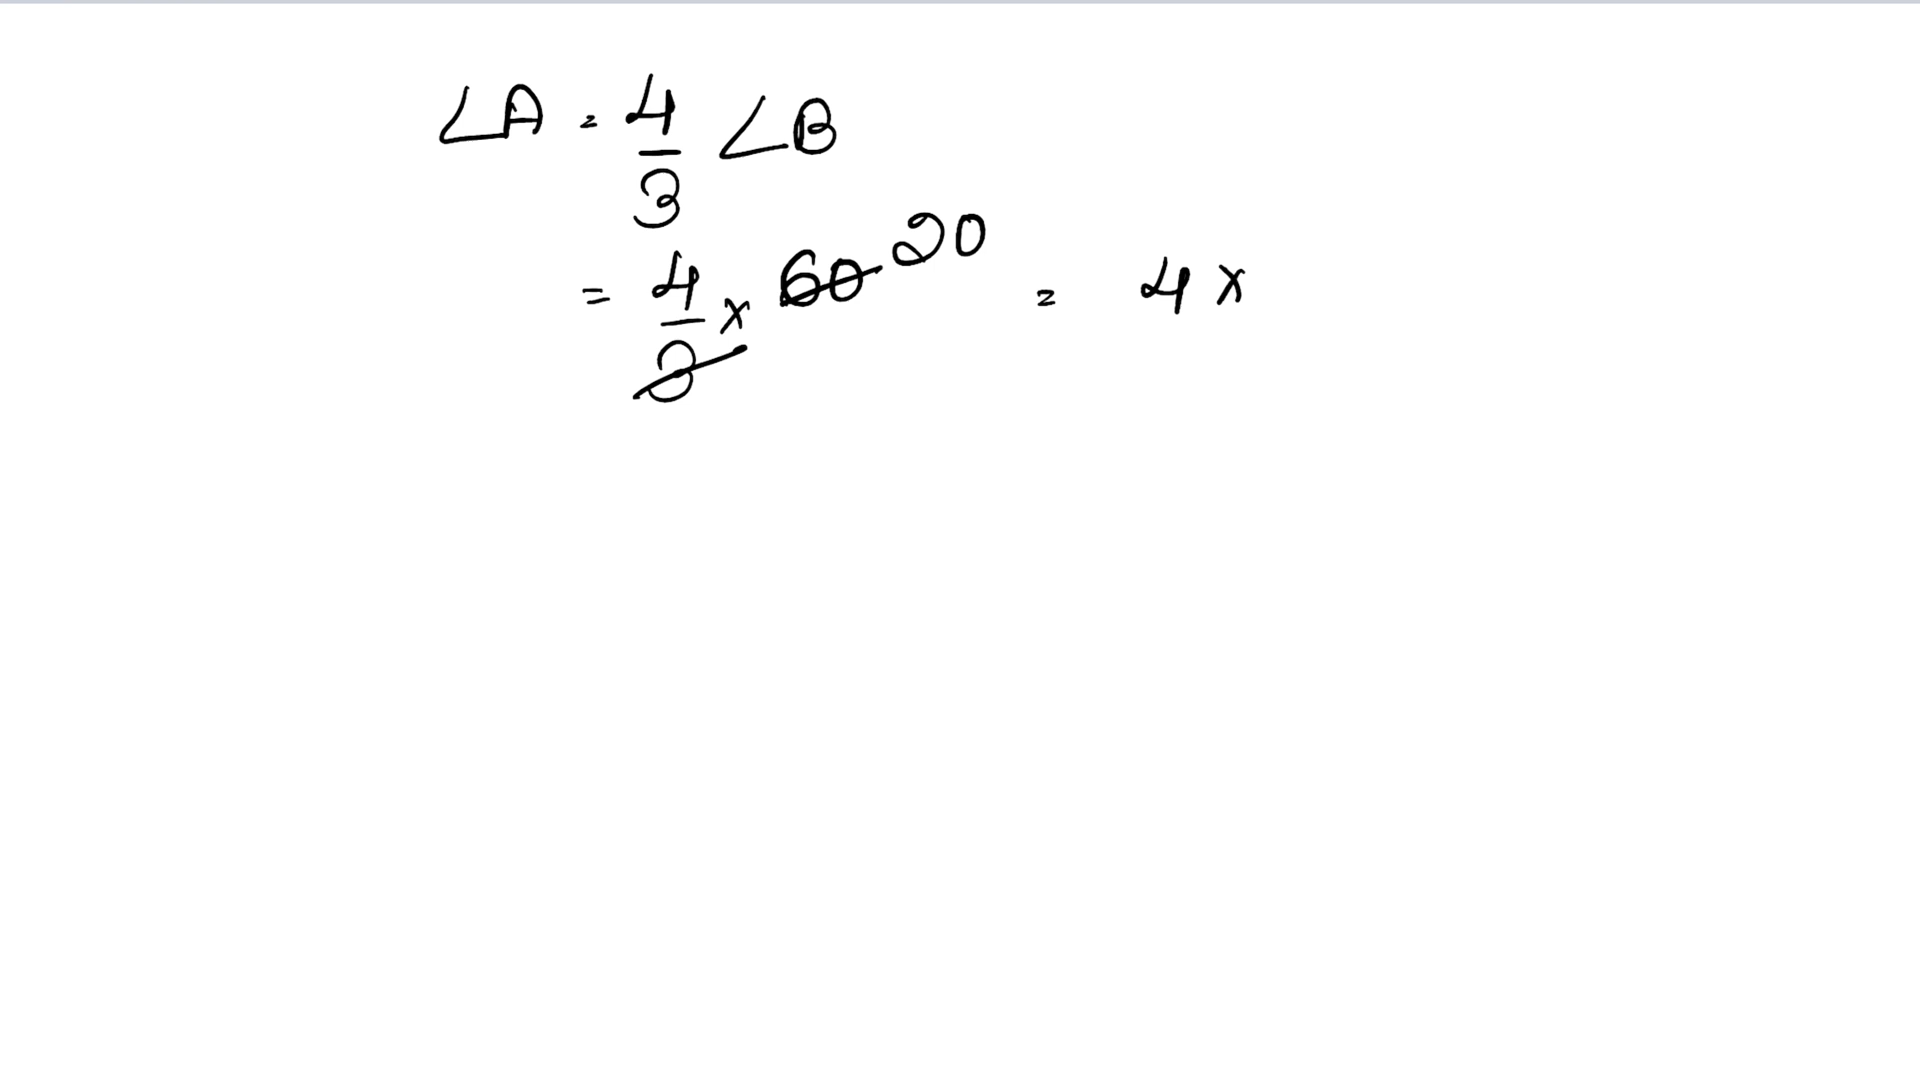 ∠A = 4/3 ∠B
= 4/3 × 60 20 = 4 ×